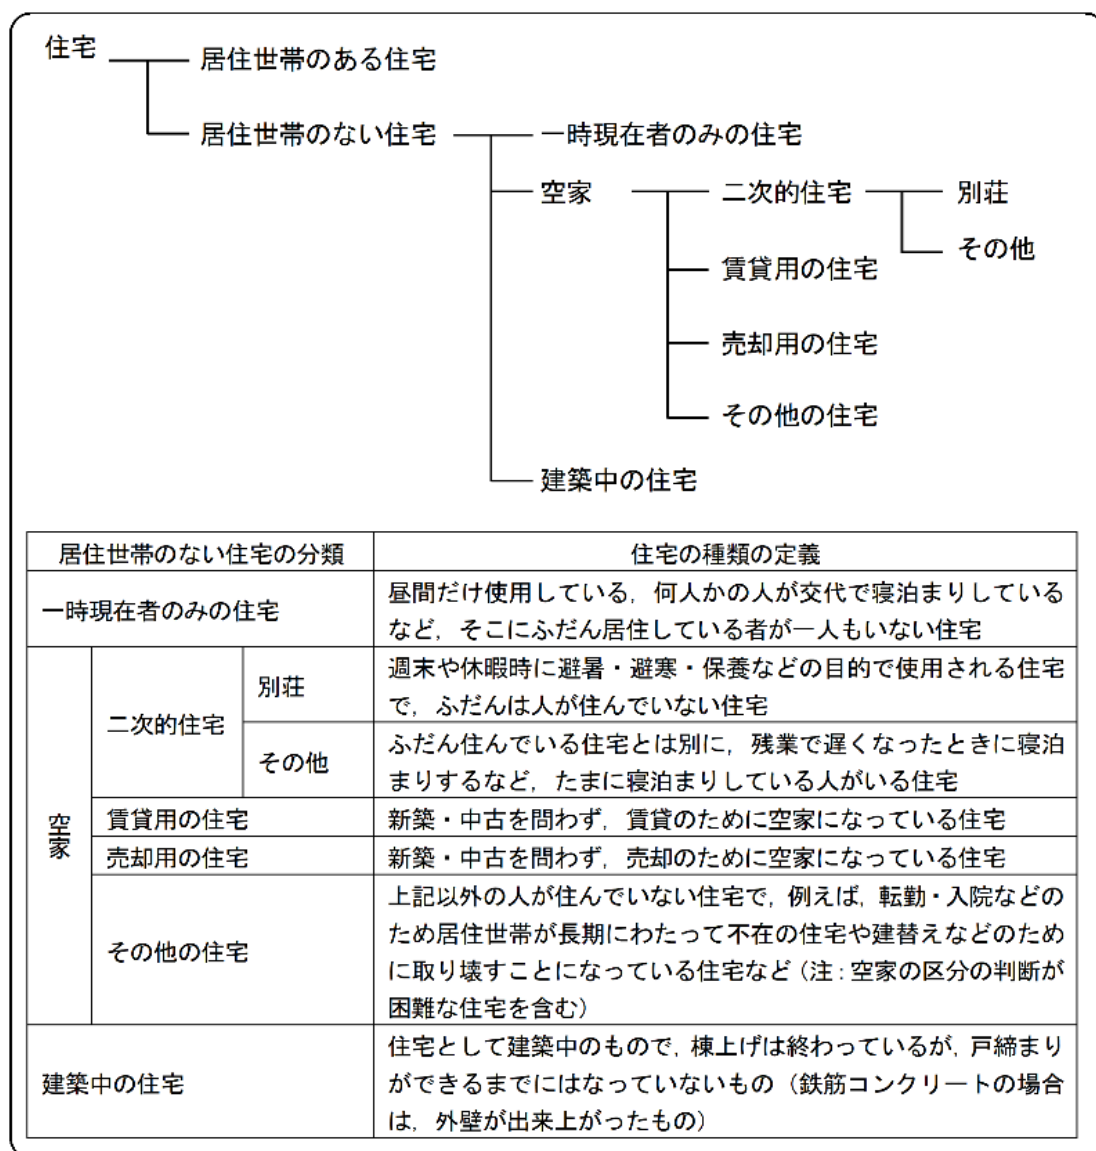 住宅
居住世帯のある住宅
居住世帯のない住宅
一時現在者のみの住宅
空家
二次的住宅
別荘
その他
賃貸用の住宅
売却用の住宅
その他の住宅
建築中の住宅
居住世帯のない住宅の分類
住宅の種類の定義
一時現在者のみの住宅
昼間だけ使用している，何人かの人が交代で寝泊まりしている
など，そこにふだん居住している者が一人もいない住宅
空家
二次的住宅
別荘
週末や休暇時に避暑・避寒・保養などの目的で使用される住宅
で，ふだんは人が住んでいない住宅
その他
ふだん住んでいる住宅とは別に，残業で遅くなったときに寝泊
まりするなど，たまに寝泊まりしている人がいる住宅
賃貸用の住宅
新築・中古を問わず，賃貸のために空家になっている住宅
売却用の住宅
新築・中古を問わず，売却のために空家になっている住宅
その他の住宅
上記以外の人が住んでいない住宅で，例えば，転勤・入院などの
ため居住世帯が長期にわたって不在の住宅や建替えなどのため
に取り壊すことになっている住宅など（注：空家の区分の判断が
困難な住宅を含む）
建築中の住宅
住宅として建築中のもので，棟上げは終わっているが，戸締まり
ができるまでにはなっていないもの（鉄筋コンクリートの場合
は，外壁が出来上がったもの）